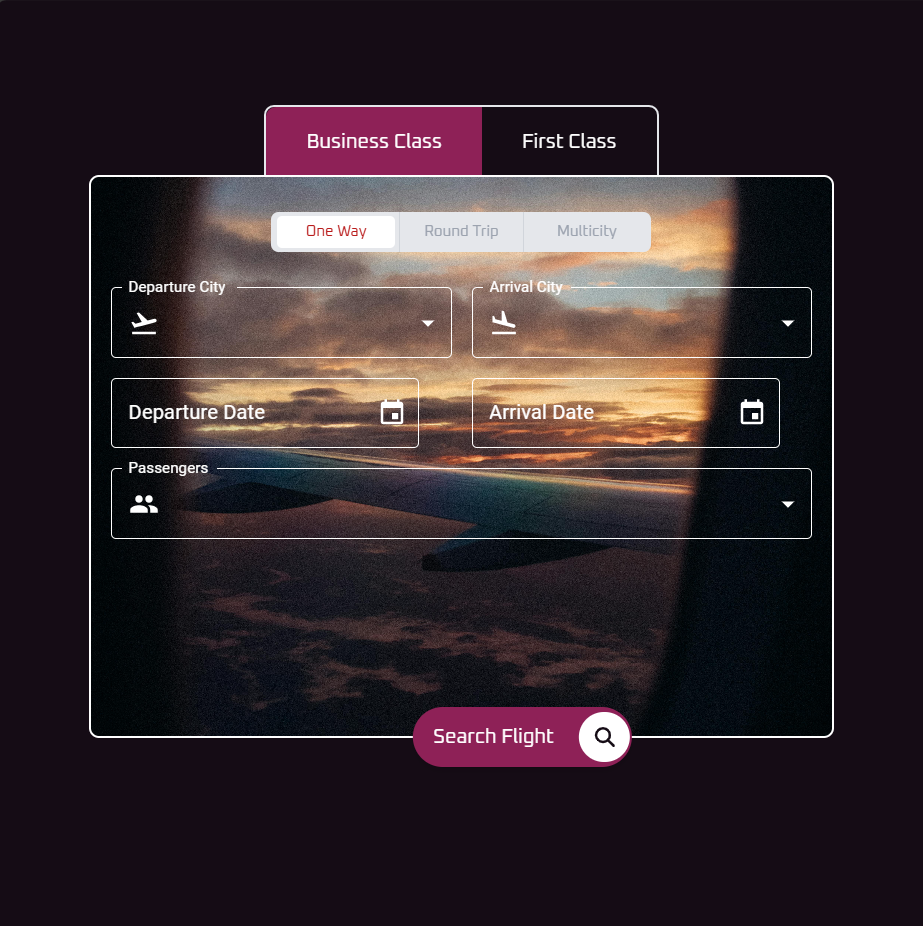 Business Class First Class
One Way Round Trip Multicity
Departure City Arrival City
Departure Date Arrival Date
Passengers
Search Flight